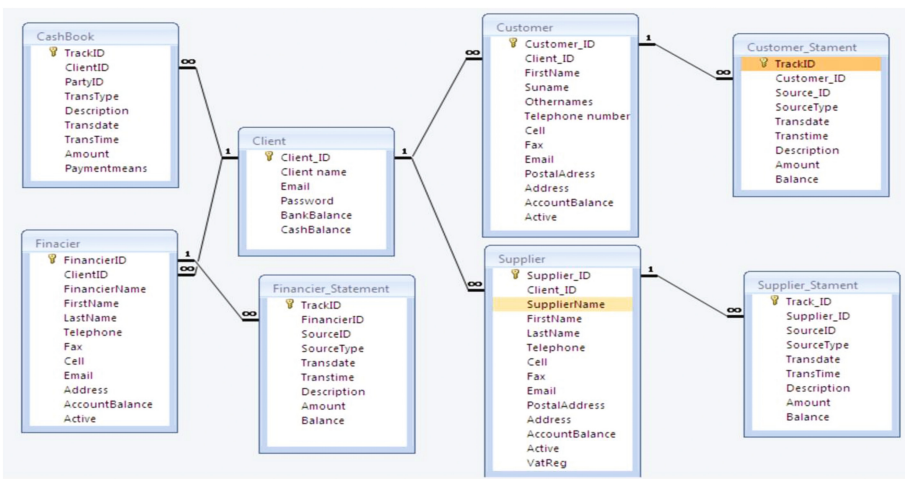 CashBook
TrackID
ClientID
PartyID
TransType
Description
Transdate
TransTime
Amount
Paymentmeans
∞
1
Client
Client_ID
Client name
Email
Password
BankBalance
CashBalance
1
∞
∞
Customer
Customer_ID
Client_ID
FirstName
Suname
Othernames
Telephone number
Cell
Fax
Email
PostalAdress
Address
AccountBalance
Active
1
∞
Customer_Stament
TrackID
Customer_ID
Source_ID
SourceType
Transdate
Transtime
Description
Amount
Balance
Finacier
FinancierID
ClientID
FinancierName
FirstName
LastName
Telephone
Fax
Cell
Email
Address
AccountBalance
Active
1
∞
∞
Financier_Statement
TrackID
FinancierID
SourceID
SourceType
Transdate
Transtime
Description
Amount
Balance
Supplier
Supplier_ID
Client_ID
SupplierName
FirstName
LastName
Telephone
Cell
Fax
Email
PostalAddress
Address
AccountBalance
Active
VatReg
1
∞
Supplier_Stament
Track_ID
Supplier_ID
SourceID
SourceType
Transdate
TransTime
Description
Amount
Balance